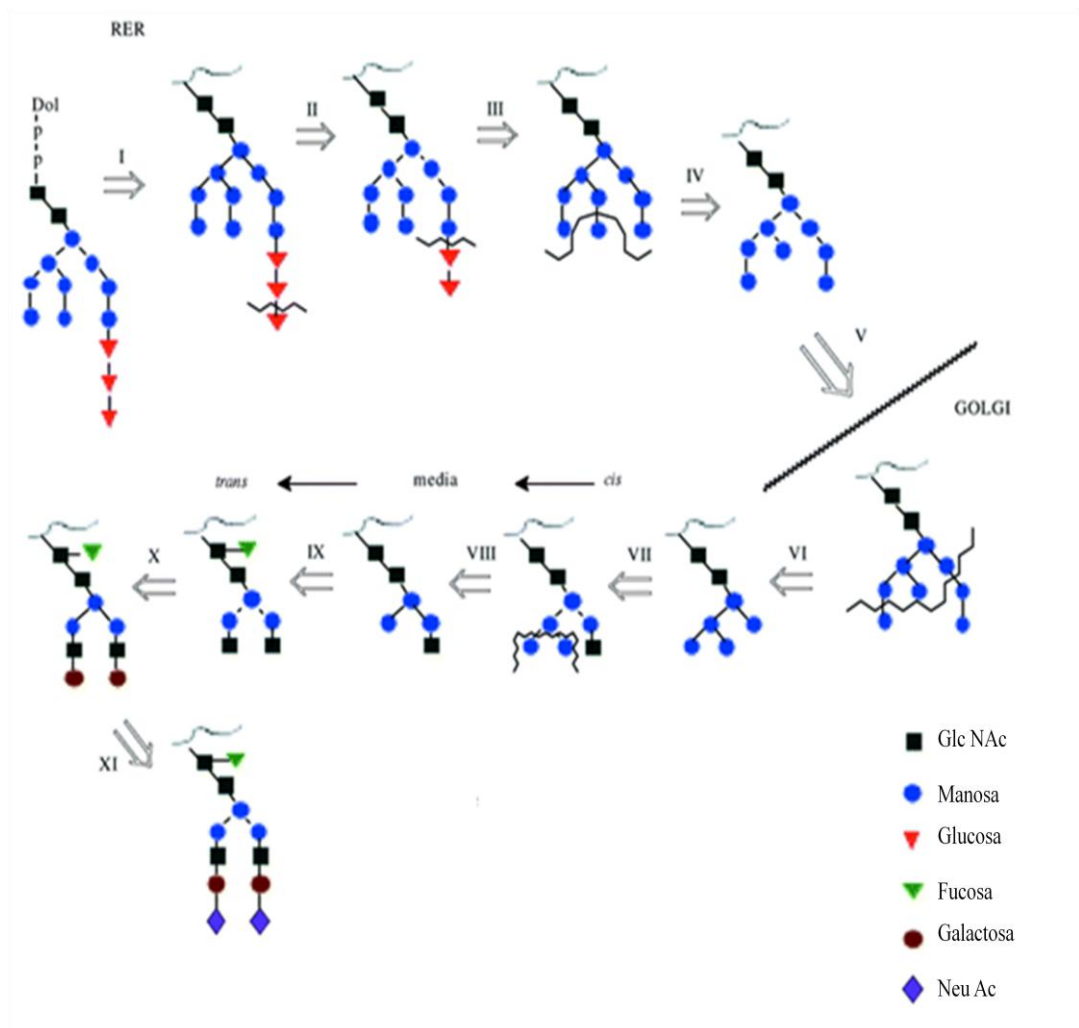 RER
Dol
p
p
I
II
III
IV
V
GOLGI
trans
media
cis
X
IX
VIII
VII
VI
XI
Glc NAc
Manosa
Glucosa
Fucosa
Galactosa
Neu Ac